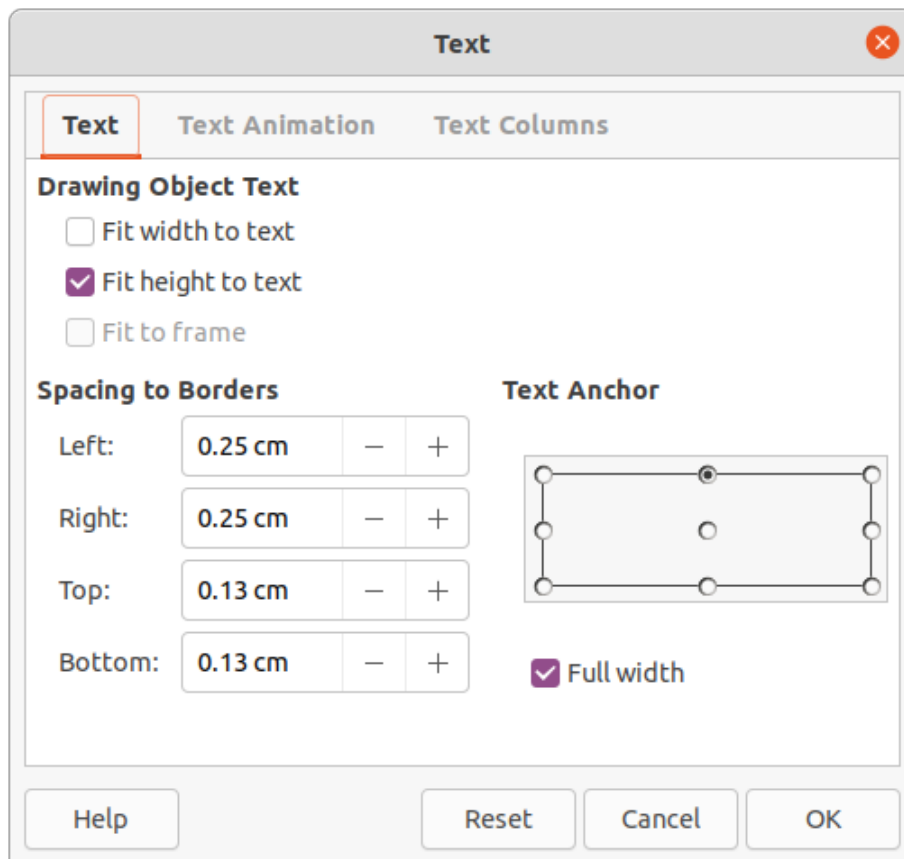 Text
Text Text Animation Text Columns
Drawing Object Text
Fit width to text
Fit height to text
Fit to frame
Spacing to Borders Text Anchor
Left: 0.25 cm − +
Right: 0.25 cm − +
Top: 0.13 cm − +
Bottom: 0.13 cm − +
Full width
Help Reset Cancel OK